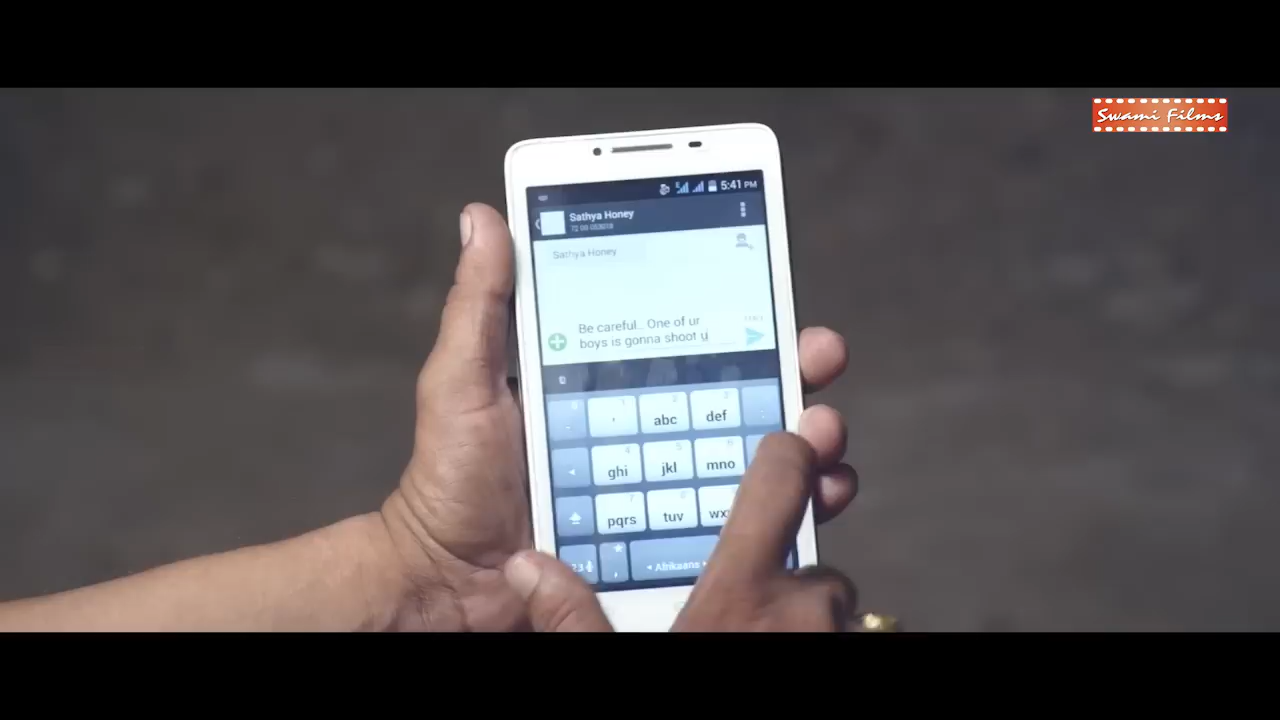 Swami Films
5:41 PM
Sathya Honey
Sathya Honey
Be careful.. One of ur
boys is gonna shoot u
abc
def
ghi
jkl
mno
pqrs
tuv
Afrikaans